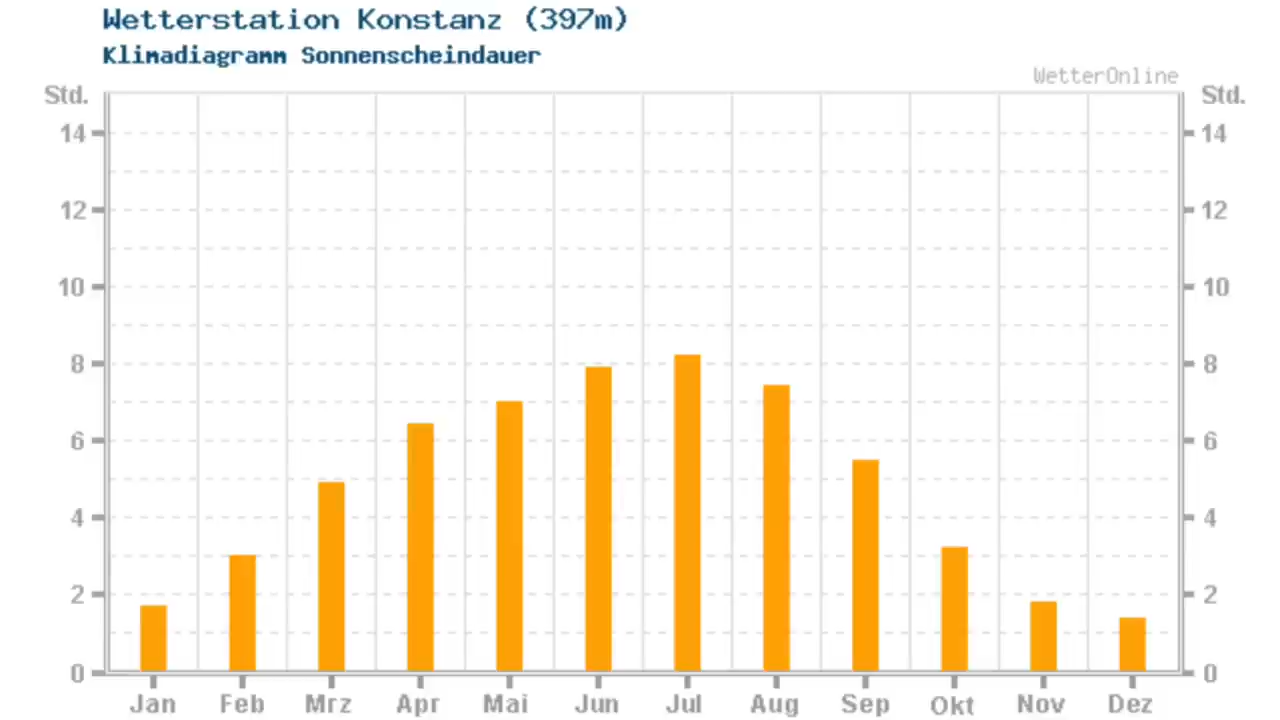 Wetterstation Konstanz (397m)
Klimadiagramm Sonnenscheindauer
WetterOnline
Std. Std.
14 14
12 12
10 10
8 8
6 6
4 4
2 2
0 0
Jan Feb Mrz Apr Mai Jun Jul Aug Sep Okt Nov Dez